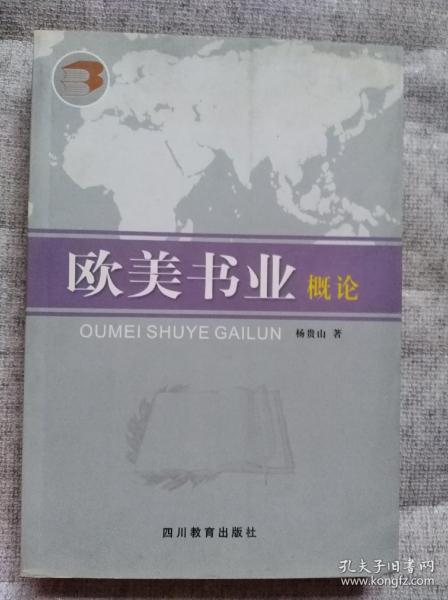 欧美书业 概论
OUMEI SHUYE GAILUN 杨贵山 著
四川教育出版社
孔夫子旧书网
www.kongfz.com